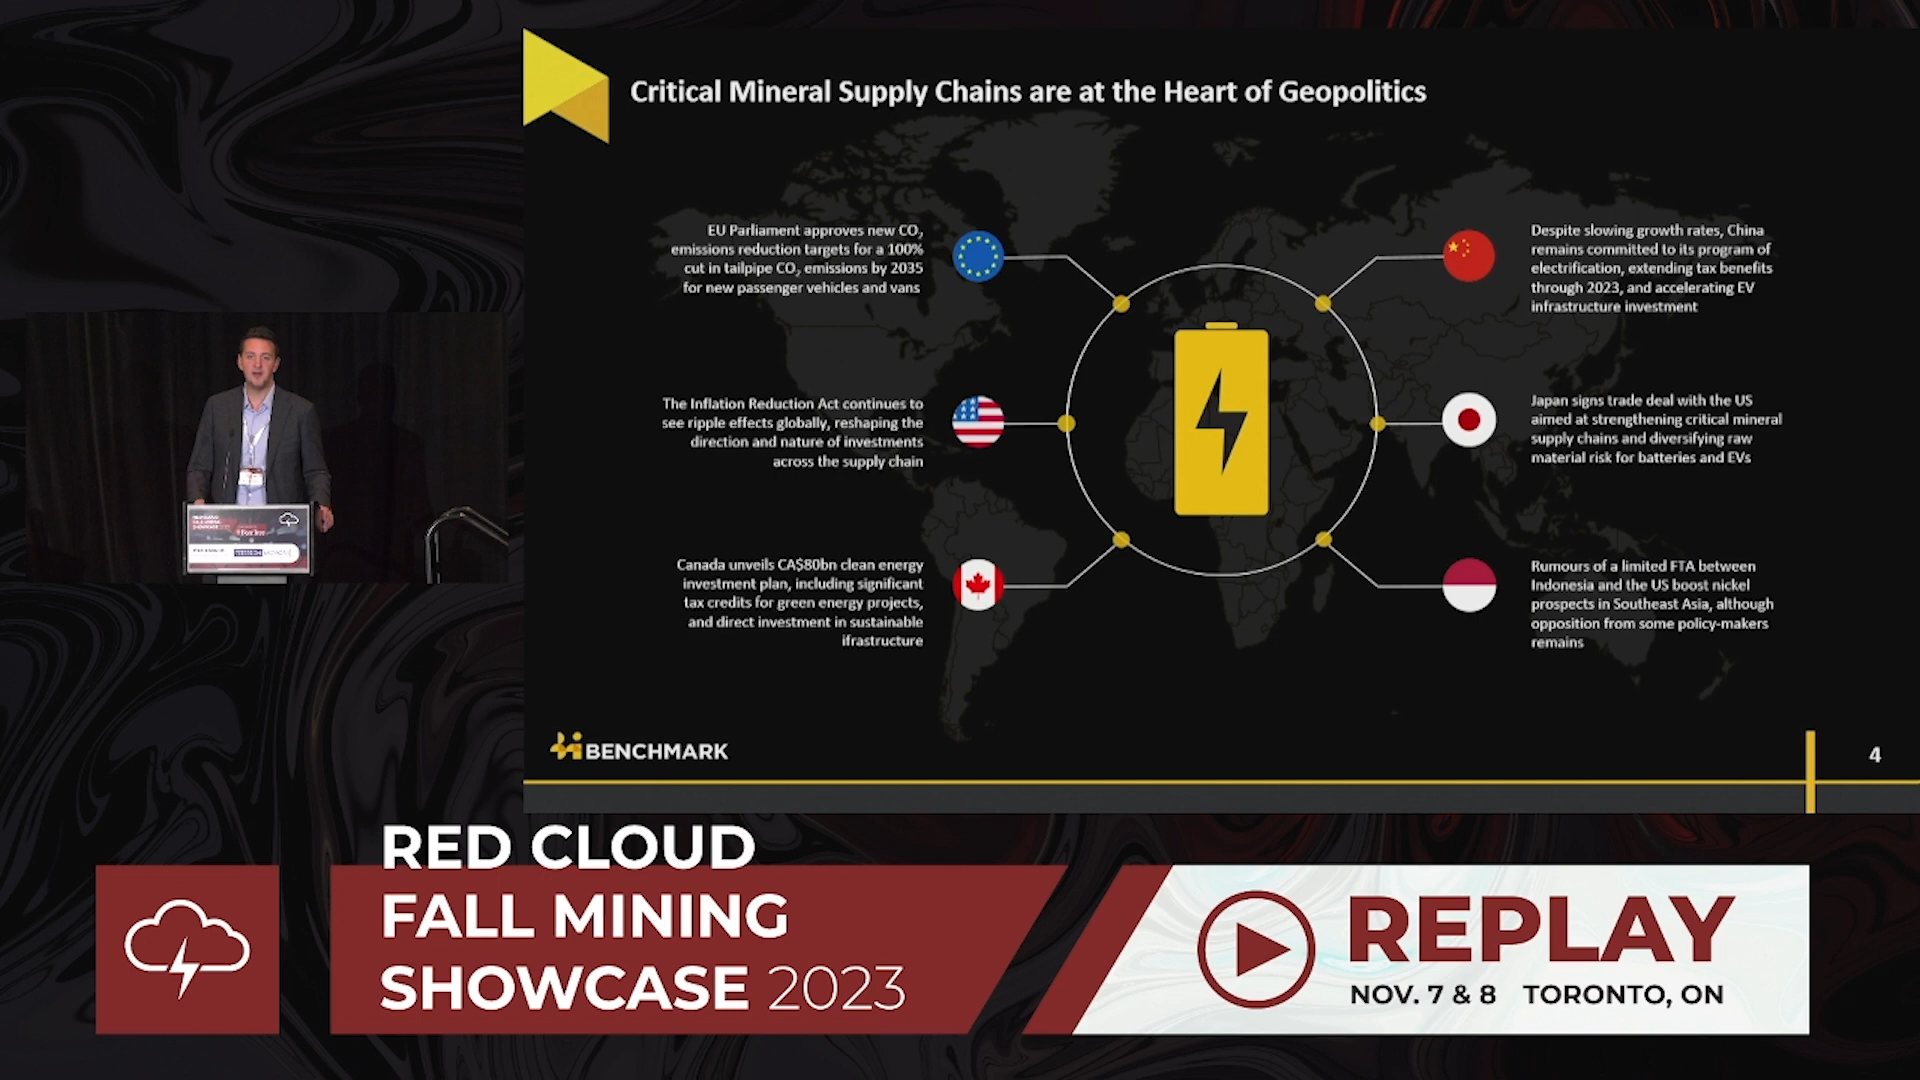 Critical Mineral Supply Chains are at the Heart of Geopolitics
EU Parliament approves new CO₂
emissions reduction targets for a 100%
cut in tailpipe CO₂ emissions by 2035
for new passenger vehicles and vans
The Inflation Reduction Act continues to
see ripple effects globally, reshaping the
direction and nature of investments
across the supply chain
Canada unveils CA$80bn clean energy
investment plan, including significant
tax credits for green energy projects,
and direct investment in sustainable
ifrastructure
Despite slowing growth rates, China
remains committed to its program of
electrification, extending tax benefits
through 2023, and accelerating EV
infrastructure investment
Japan signs trade deal with the US
aimed at strengthening critical mineral
supply chains and diversifying raw
material risk for batteries and EVs
Rumours of a limited FTA between
Indonesia and the US boost nickel
prospects in Southeast Asia, although
opposition from some policy-makers
remains
BENCHMARK
4
RED CLOUD
FALL MINING
SHOWCASE 2023
RED CLOUD
FALL MINING
SHOWCASE 2023
REPLAY
NOV. 7 & 8 TORONTO, ON